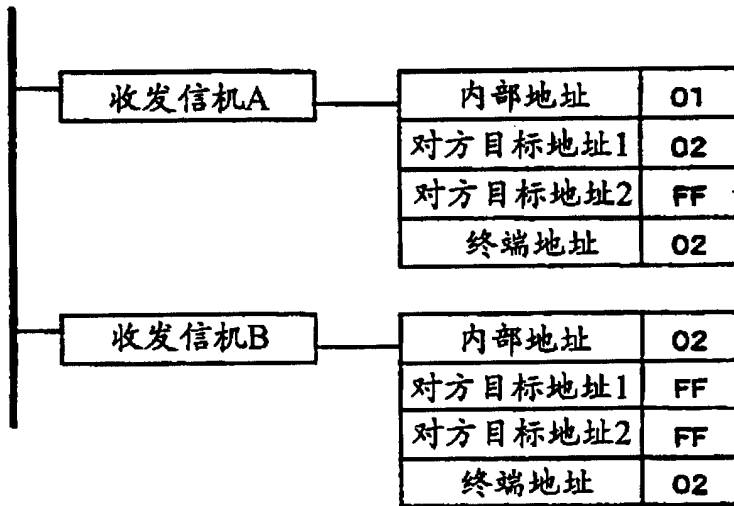 收发信机A
内部地址 01
对方目标地址1 02
对方目标地址2 FF
终端地址 02
收发信机B
内部地址 02
对方目标地址1 FF
对方目标地址2 FF
终端地址 02